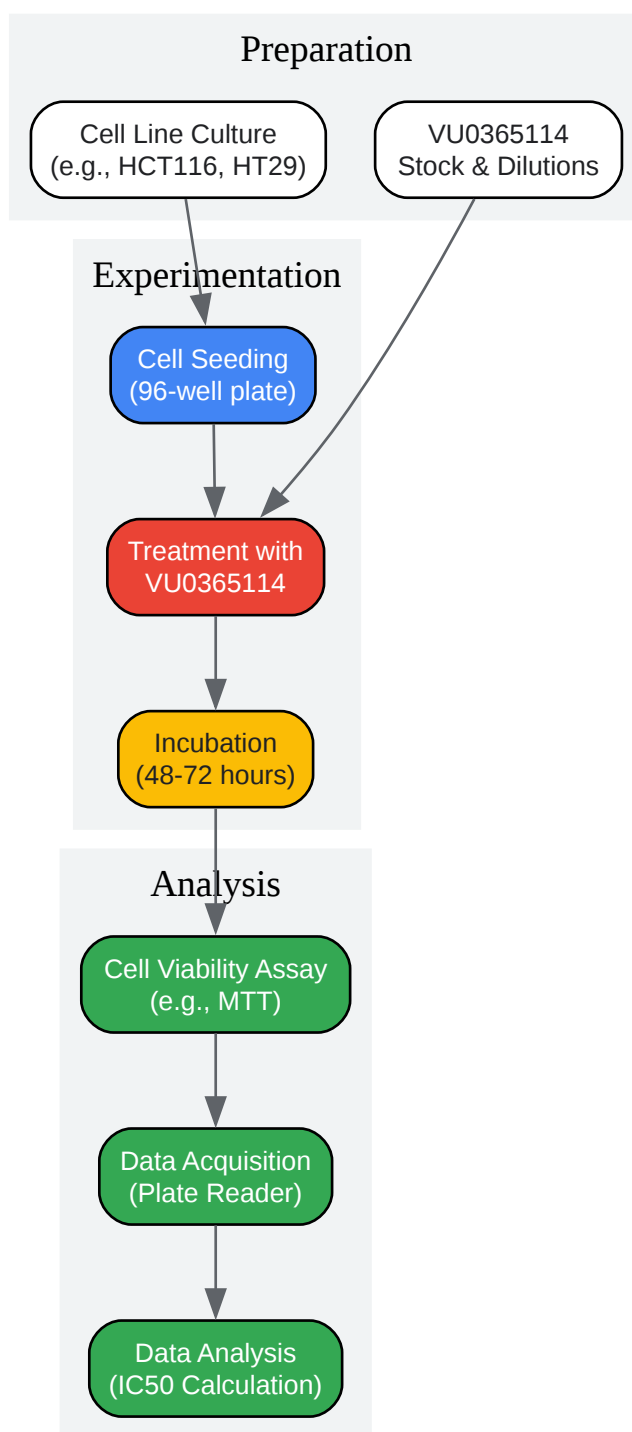 Preparation
Cell Line Culture
(e.g., HCT116, HT29)
VU0365114
Stock & Dilutions
Experimentation
Cell Seeding
(96-well plate)
Treatment with
VU0365114
Incubation
(48-72 hours)
Analysis
Cell Viability Assay
(e.g., MTT)
Data Acquisition
(Plate Reader)
Data Analysis
(IC50 Calculation)